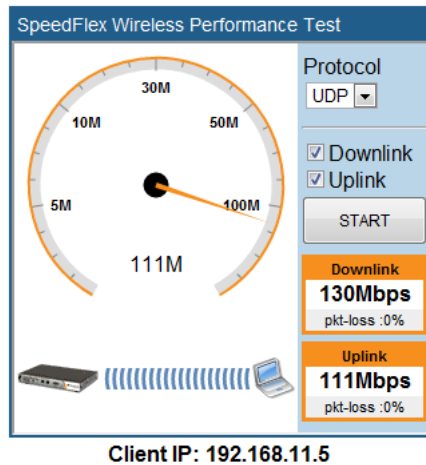 SpeedFlex Wireless Performance Test
Protocol
UDP
Downlink
Uplink
START
30M
10M
50M
5M
100M
111M
Downlink
130Mbps
pkt-loss :0%
Uplink
111Mbps
pkt-loss :0%
Client IP: 192.168.11.5